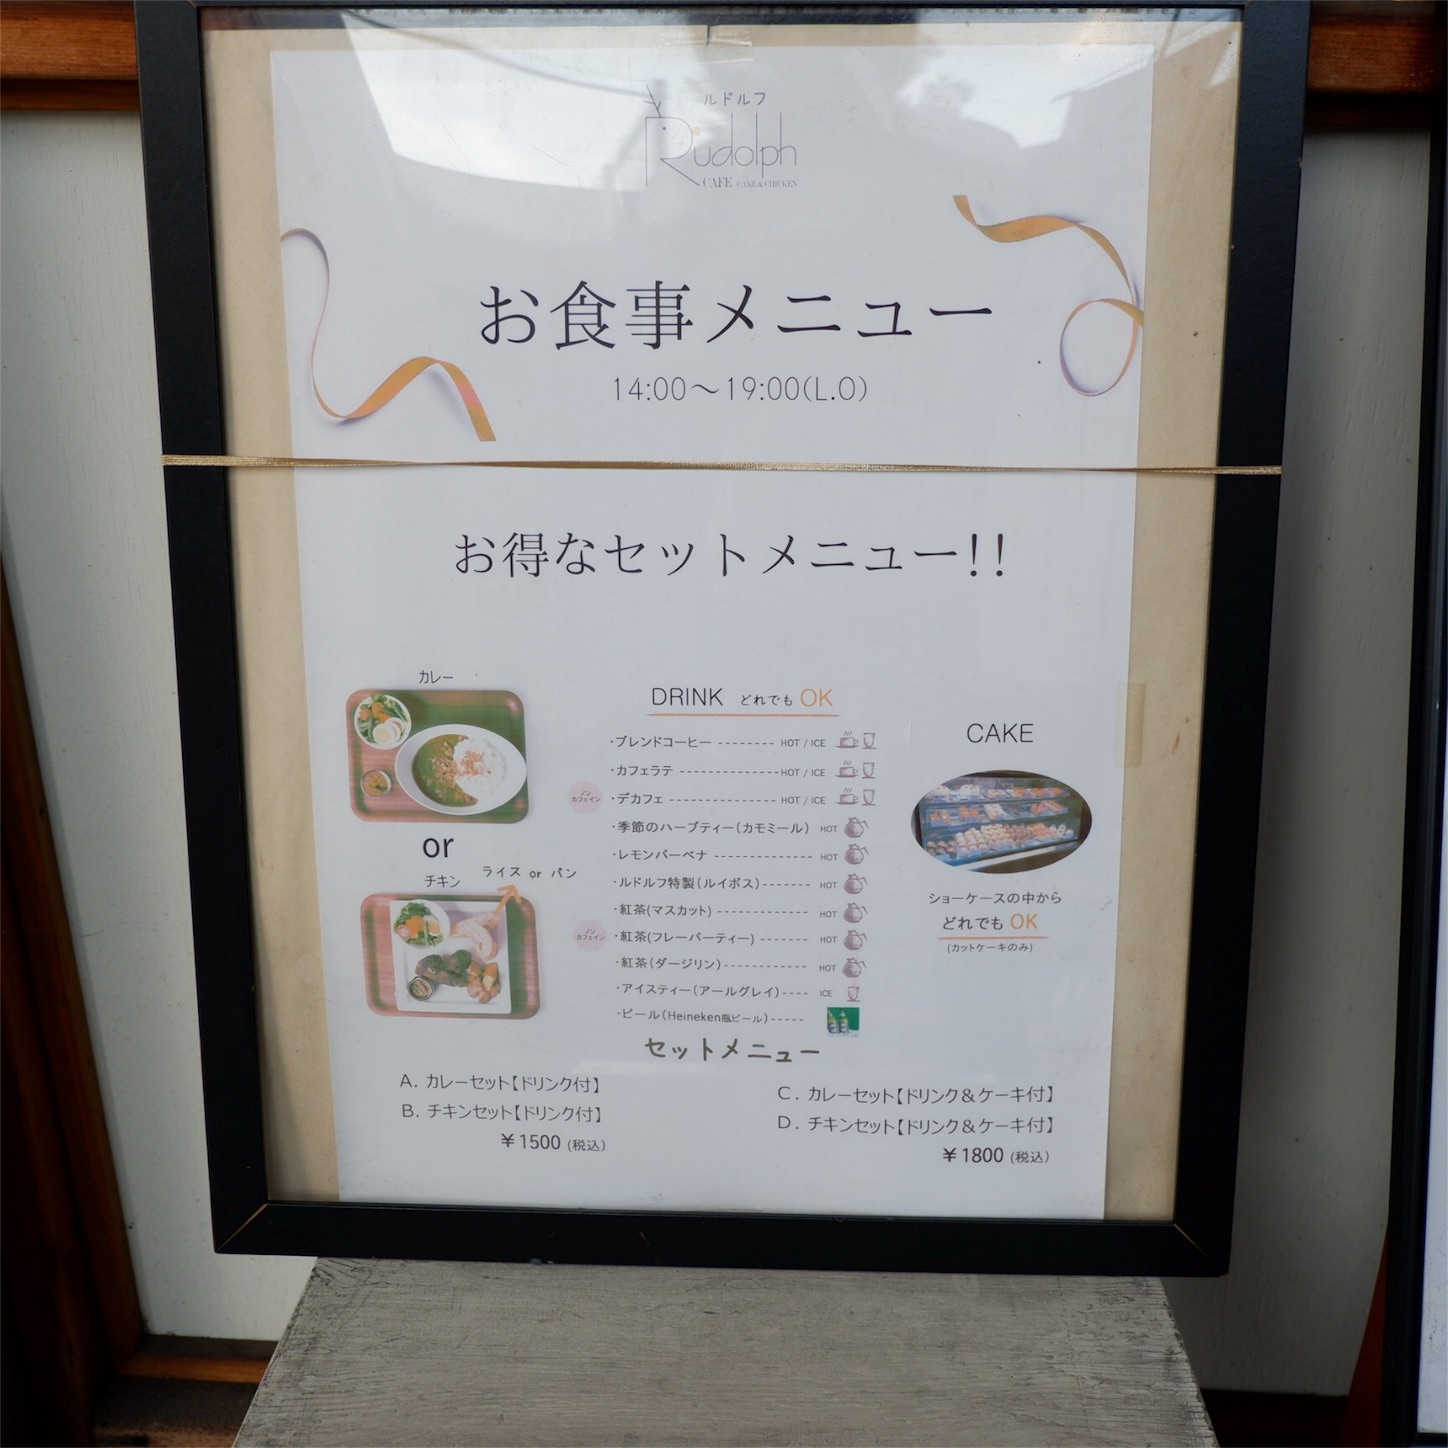 ルドルフ
Rudolph
CAFE CAKE & CHICKEN
お食事メニュー
14:00～19:00(L.O)
お得なセットメニュー!!
カレー
or
チキン
ライス or パン
DRINK どれでも OK
・ブレンドコーヒー -------- HOT / ICE
・カフェラテ -------------- HOT / ICE
ノンカフェイン
・デカフェ ---------------- HOT / ICE
・季節のハーブティー(カモミール) HOT
・レモンバーベナ -------------- HOT
・ルドルフ特製(ルイボス)------- HOT
・紅茶(マスカット) ------------- HOT
ノンカフェイン
・紅茶(フレーバーティー) ------- HOT
・紅茶(ダージリン)------------ HOT
・アイスティー(アールグレイ)---- ICE
・ビール(Heineken瓶ビール)-----
CAKE
ショーケースの中から
どれでも OK
(カットケーキのみ)
セットメニュー
A. カレーセット【ドリンク付】
B. チキンセット【ドリンク付】
￥1500 (税込)
C. カレーセット【ドリンク＆ケーキ付】
D. チキンセット【ドリンク＆ケーキ付】
￥1800 (税込)